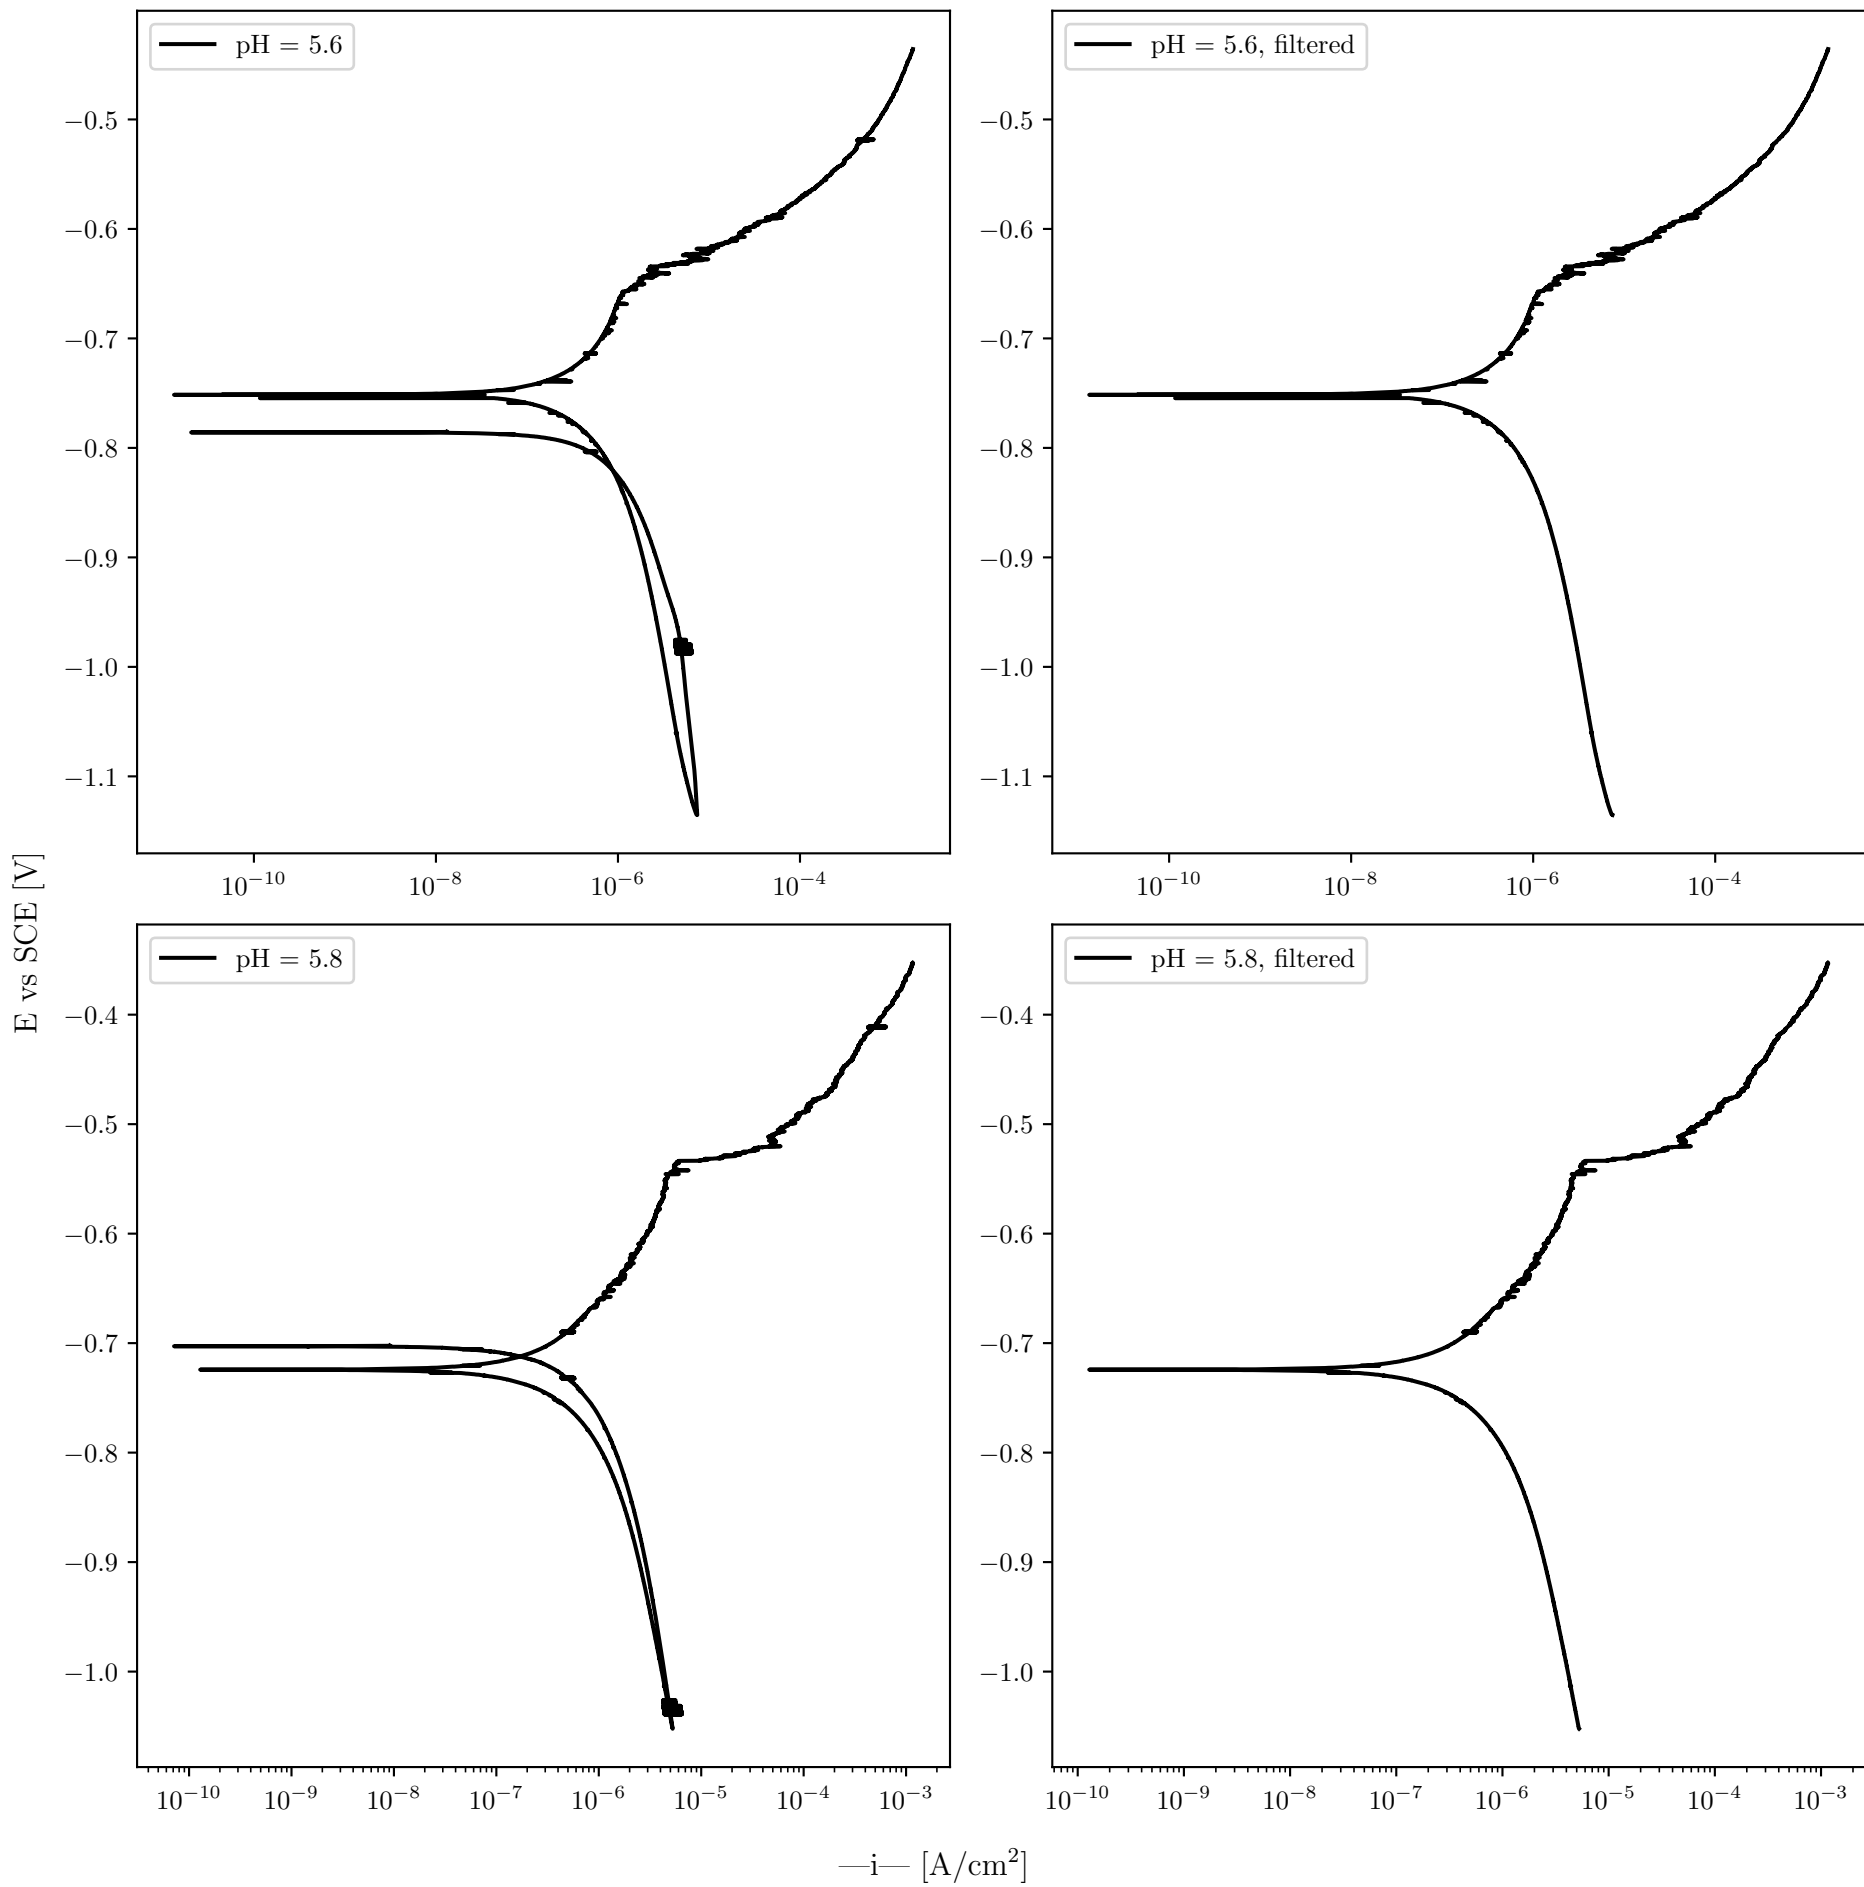 pH = 5.6
pH = 5.6, filtered
−0.5
−0.6
−0.7
−0.8
−0.9
−1.0
−1.1
10⁻¹⁰ 10⁻⁸ 10⁻⁶ 10⁻⁴
−0.5
−0.6
−0.7
−0.8
−0.9
−1.0
−1.1
10⁻¹⁰ 10⁻⁸ 10⁻⁶ 10⁻⁴
E vs SCE [V]
pH = 5.8
pH = 5.8, filtered
−0.4
−0.5
−0.6
−0.7
−0.8
−0.9
−1.0
10⁻¹⁰ 10⁻⁹ 10⁻⁸ 10⁻⁷ 10⁻⁶ 10⁻⁵ 10⁻⁴ 10⁻³
−0.4
−0.5
−0.6
−0.7
−0.8
−0.9
−1.0
10⁻¹⁰ 10⁻⁹ 10⁻⁸ 10⁻⁷ 10⁻⁶ 10⁻⁵ 10⁻⁴ 10⁻³
—i— [A/cm²]